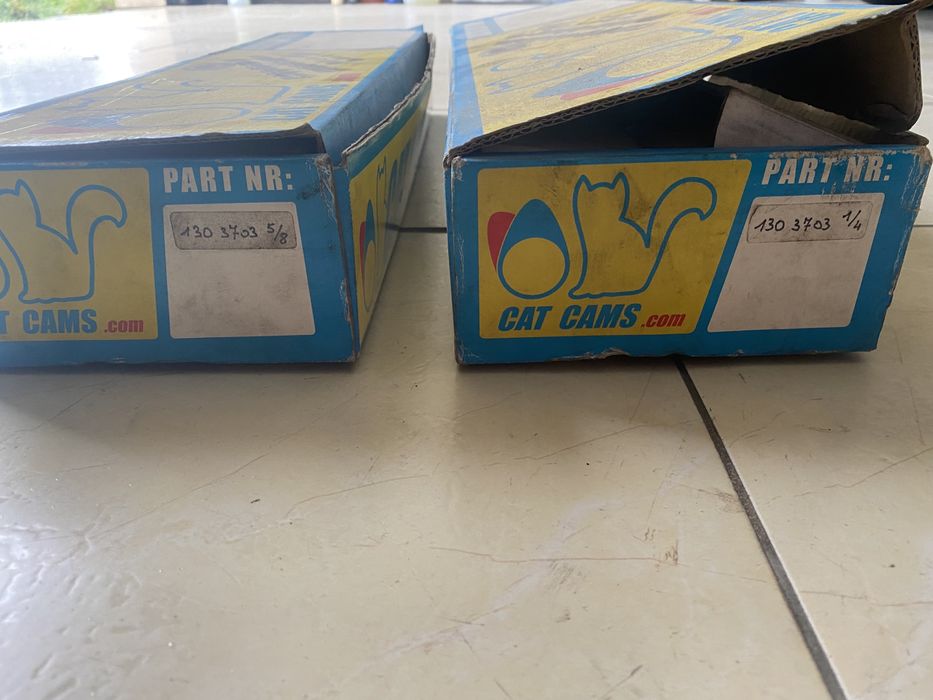 PART NR:
130 3703 5/8
T CAMS .com
PART NR:
130 3703 1/4
CAT CAMS .com